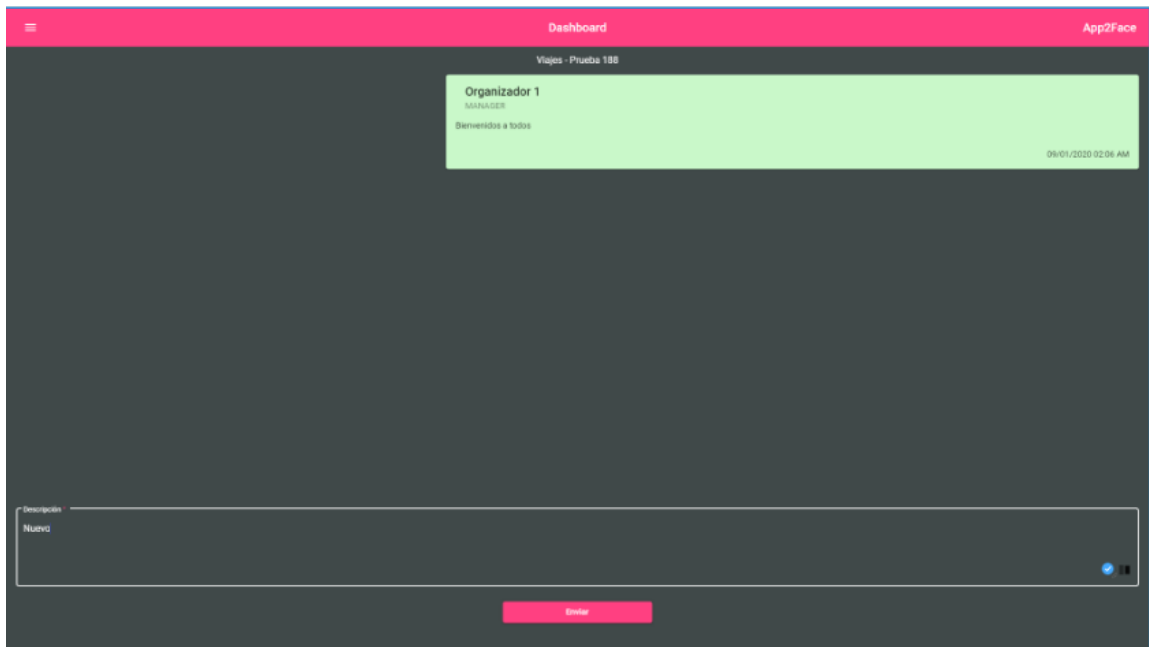 Dashboard
App2Face
Viajes - Prueba 188
Organizador 1
MANAGER
Bienvenidos a todos
09/01/2020 02:06 AM
Descripción *
Nuevo
Enviar